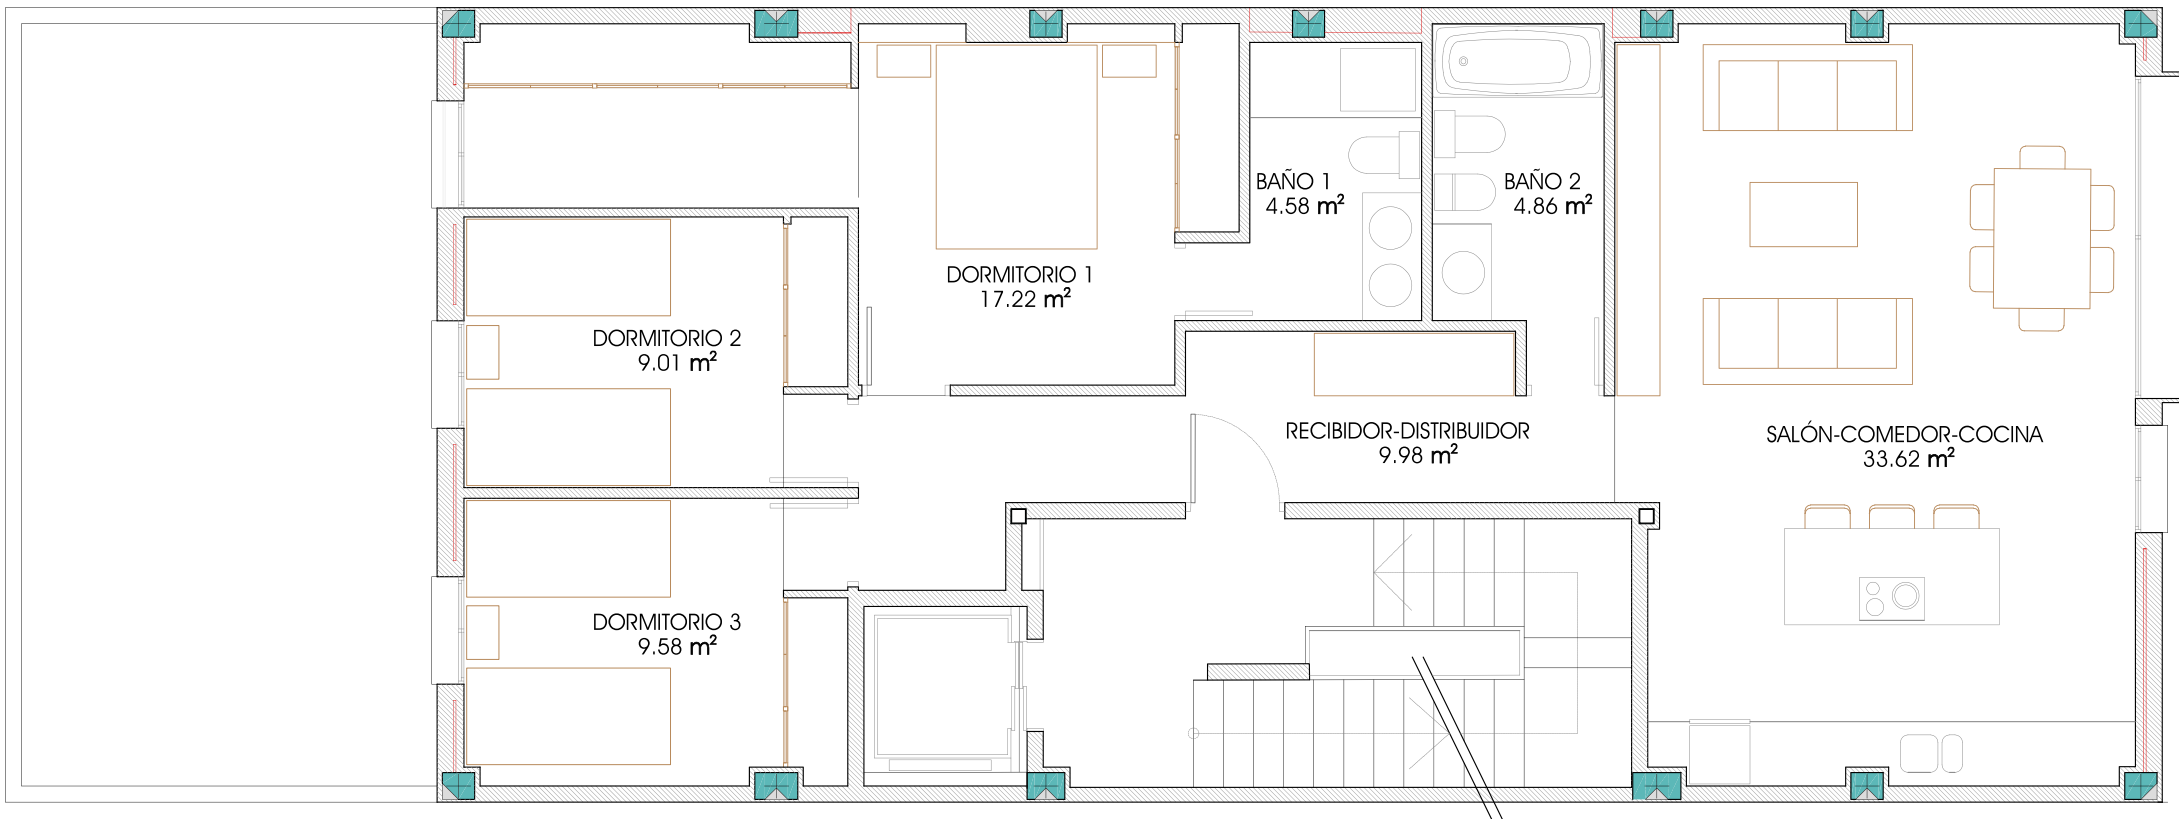 BAÑO 1
4.58 m²
BAÑO 2
4.86 m²
DORMITORIO 1
17.22 m²
DORMITORIO 2
9.01 m²
RECIBIDOR-DISTRIBUIDOR
9.98 m²
SALÓN-COMEDOR-COCINA
33.62 m²
DORMITORIO 3
9.58 m²